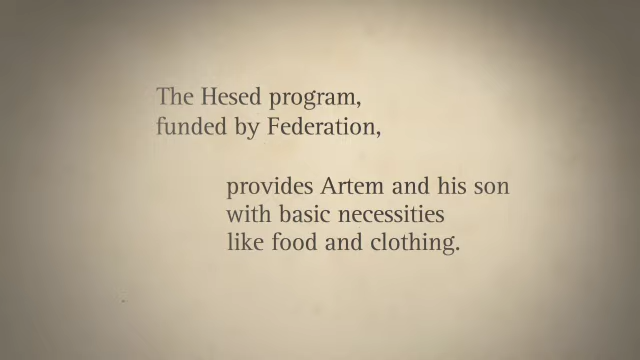 The Hesed program,
funded by Federation,
provides Artem and his son
with basic necessities
like food and clothing.